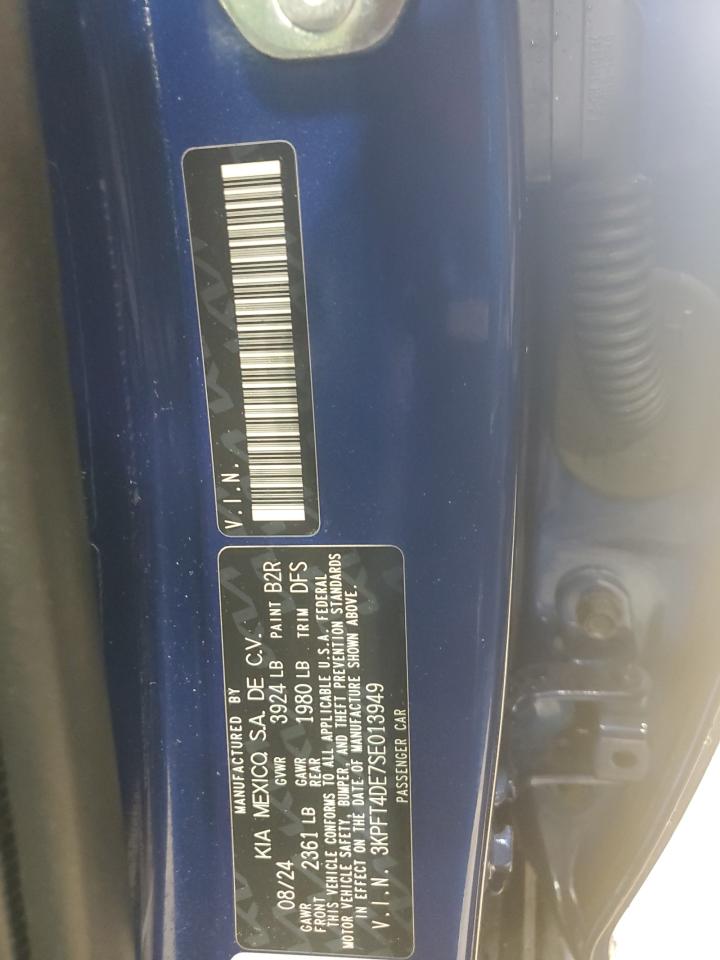 V.I.N.
MANUFACTURED BY
KIA MEXICO, S.A. DE C.V.
08/24 GVWR 3924 LB PAINT B2R
GAWR FRONT 2361 LB GAWR REAR 1980 LB TRIM DFS
THIS VEHICLE CONFORMS TO ALL APPLICABLE U.S.A. FEDERAL
MOTOR VEHICLE SAFETY, BUMPER, AND THEFT PREVENTION STANDARDS
IN EFFECT ON THE DATE OF MANUFACTURE SHOWN ABOVE.
V.I.N. 3KPFT4DE7SE013949
PASSENGER CAR